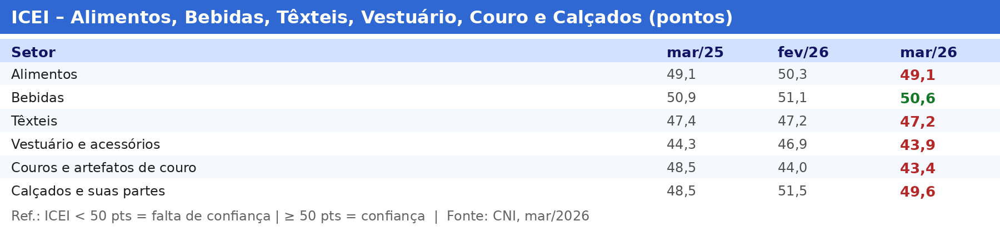 ICEI – Alimentos, Bebidas, Têxteis, Vestuário, Couro e Calçados (pontos)
Setor mar/25 fev/26 mar/26
Alimentos 49,1 50,3 49,1
Bebidas 50,9 51,1 50,6
Têxteis 47,4 47,2 47,2
Vestuário e acessórios 44,3 46,9 43,9
Couros e artefatos de couro 48,5 44,0 43,4
Calçados e suas partes 48,5 51,5 49,6
Ref.: ICEI < 50 pts = falta de confiança | ≥ 50 pts = confiança | Fonte: CNI, mar/2026